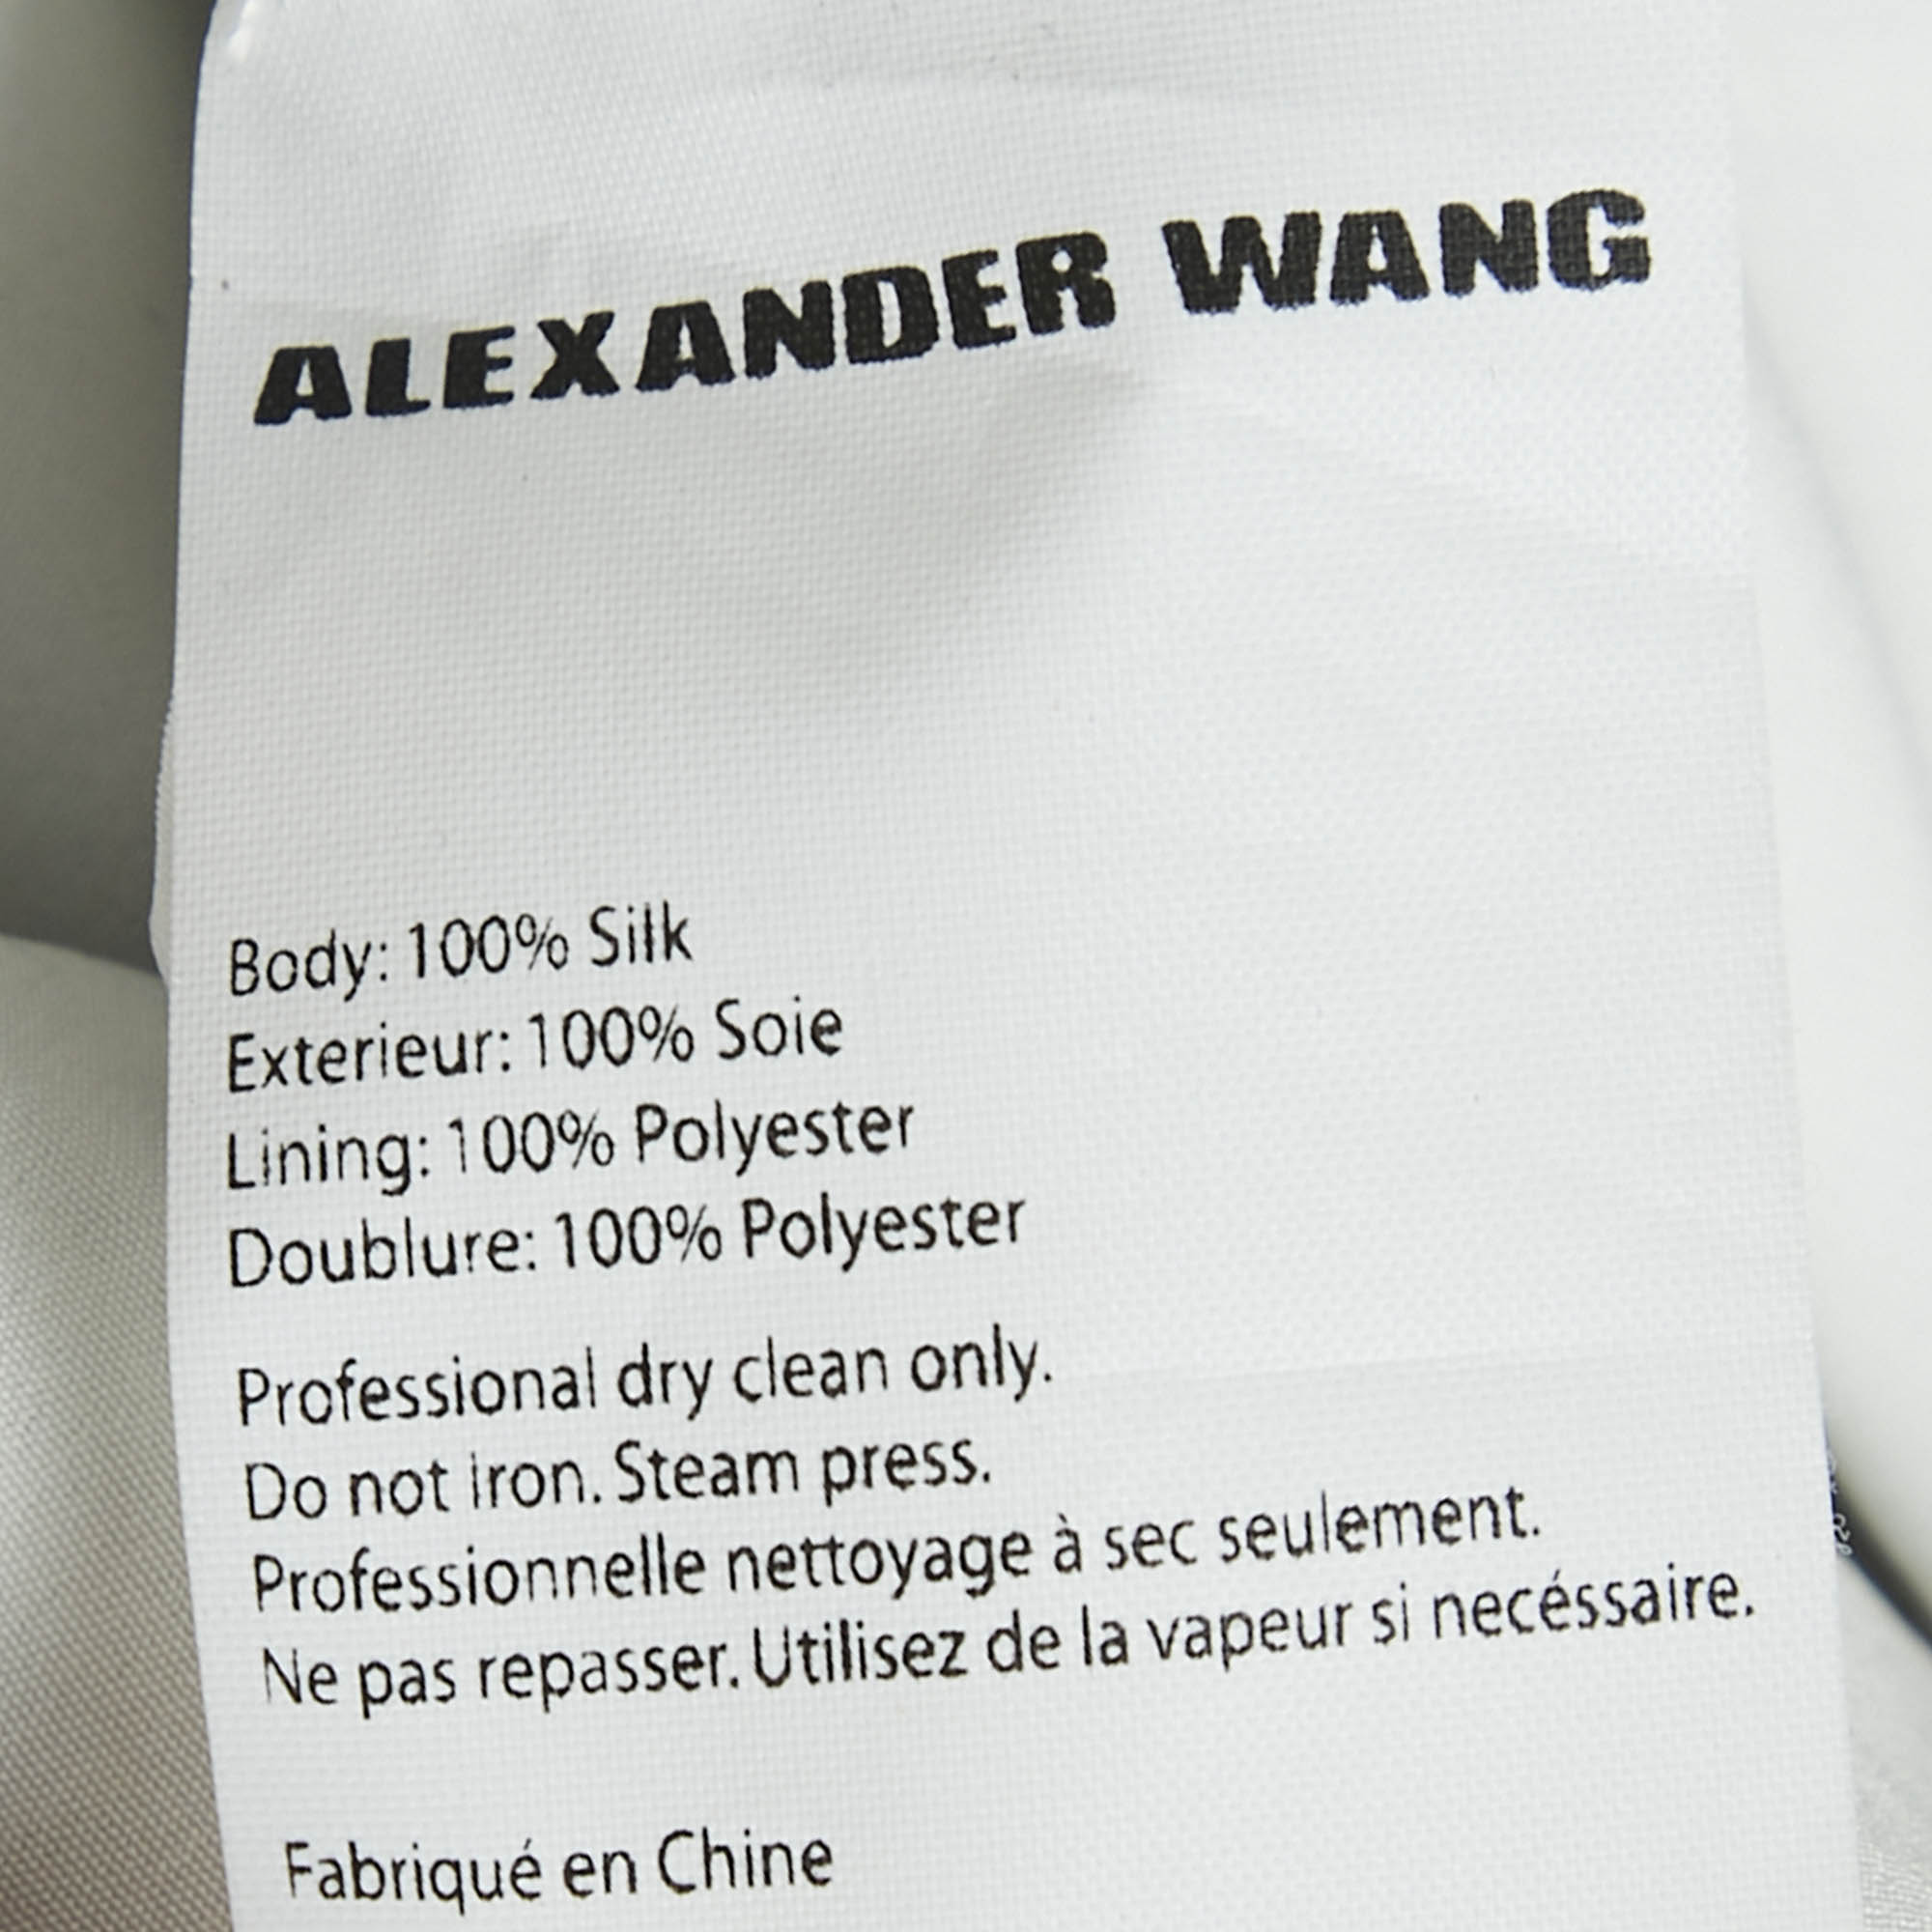 ALEXANDER WANG
Body: 100% Silk
Exterieur: 100% Soie
Lining: 100% Polyester
Doublure: 100% Polyester
Professional dry clean only.
Do not iron. Steam press.
Professionnelle nettoyage à sec seulement.
Ne pas repasser. Utilisez de la vapeur si necéssaire.
Fabriqué en Chine